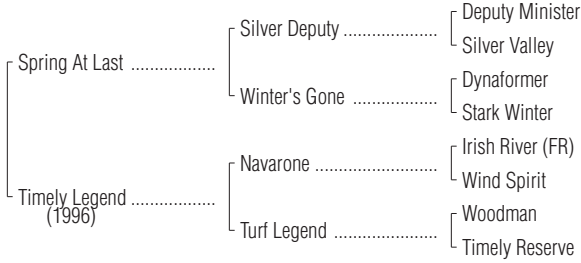 Deputy Minister
Silver Deputy .....................
Silver Valley
Spring At Last ..................
Dynaformer
Winter's Gone ..................
Stark Winter
Irish River (FR)
Navarone ..........................
Wind Spirit
Timely Legend ..................
(1996)
Woodman
Turf Legend ......................
Timely Reserve